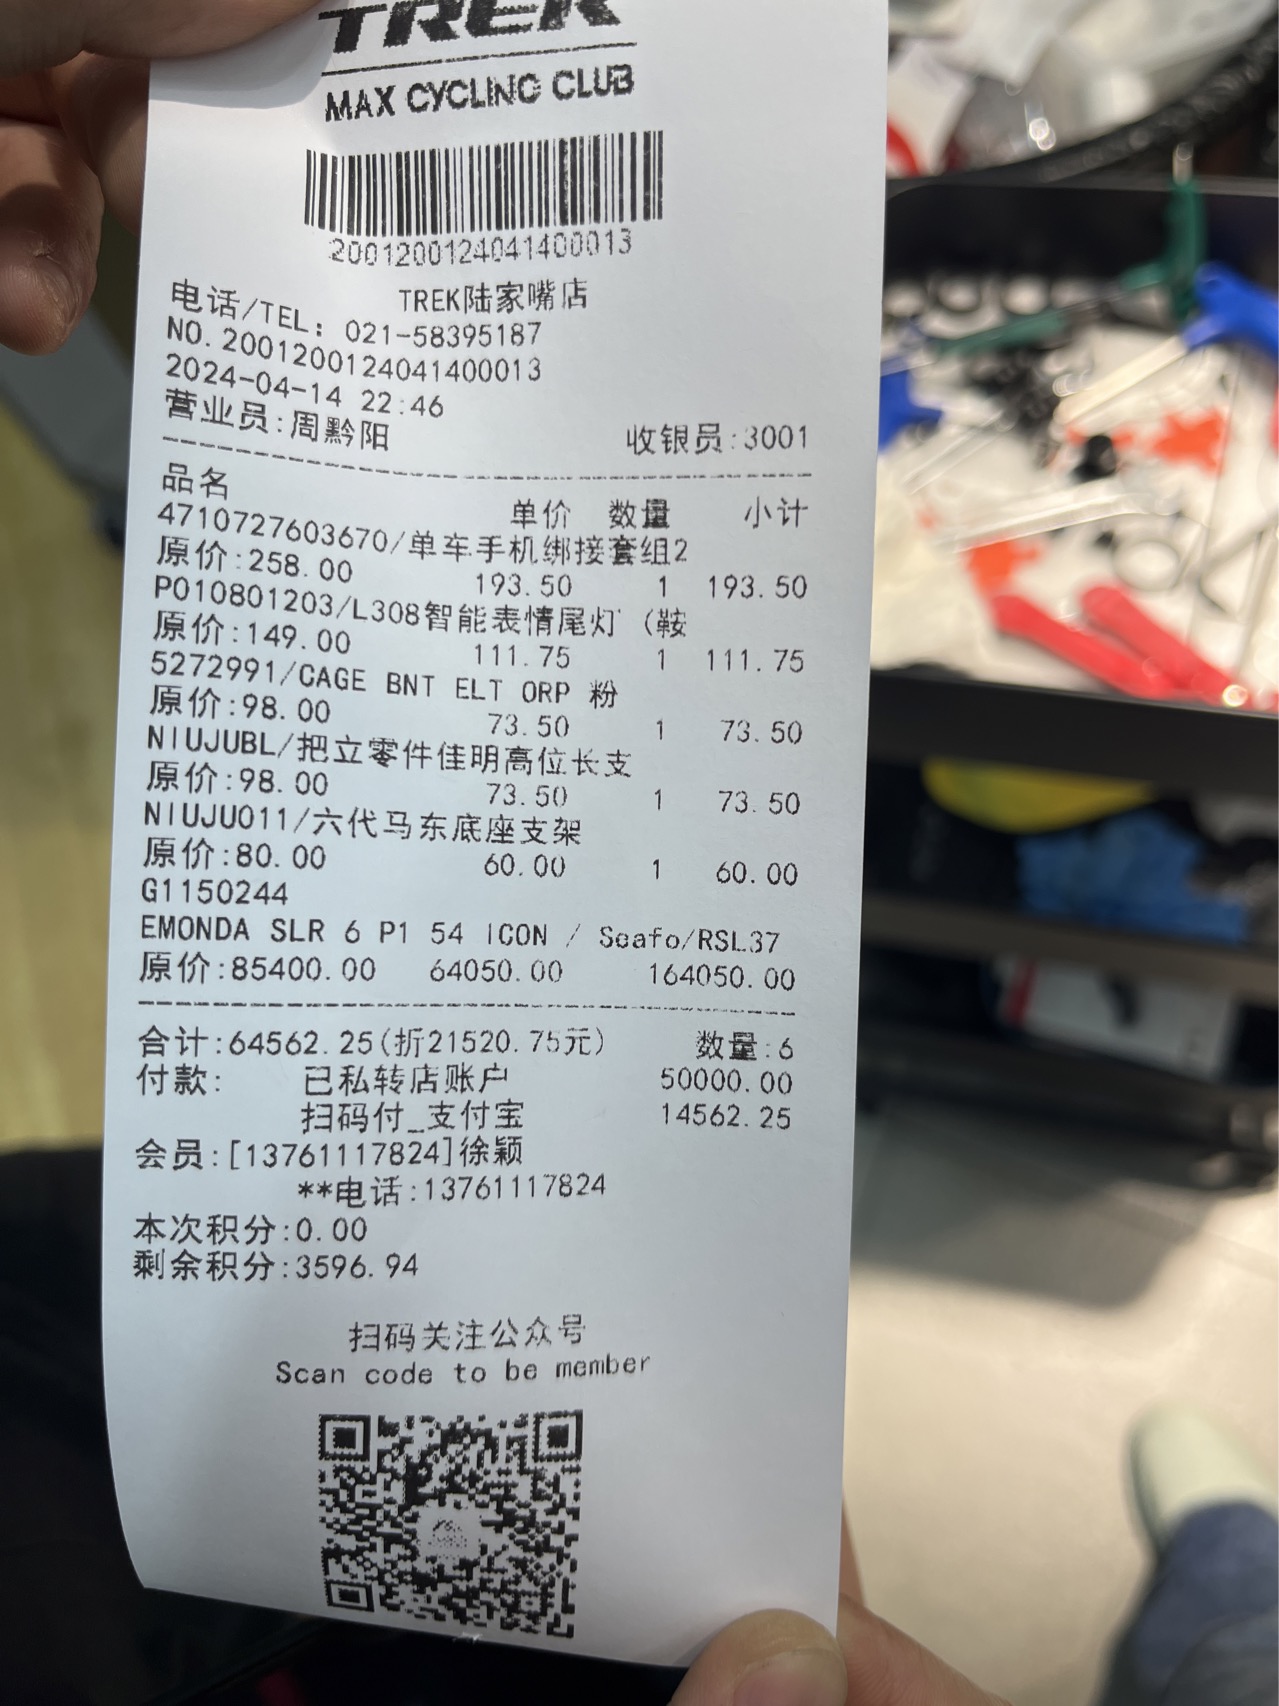 TREK
MAX CYCLING CLUB
2001200124041400013
TREK陆家嘴店
电话/TEL: 021-58395187
NO.2001200124041400013
2024-04-14 22:46
营业员:周黔阳 收银员:3001
品名 单价 数量 小计
4710727603670/单车手机绑接套组2
原价:258.00 193.50 1 193.50
P010801203/L308智能表情尾灯 (鞍
原价:149.00 111.75 1 111.75
5272991/CAGE BNT ELT ORP 粉
原价:98.00 73.50 1 73.50
NIUJUBL/把立零件佳明高位长支
原价:98.00 73.50 1 73.50
NIUJU011/六代马东底座支架
原价:80.00 60.00 1 60.00
G1150244
EMONDA SLR 6 P1 54 ICON / Seafo/RSL37
原价:85400.00 64050.00 164050.00
合计:64562.25(折21520.75元) 数量:6
付款: 已私转店账户 50000.00
扫码付_支付宝 14562.25
会员:[13761117824]徐颖
**电话:13761117824
本次积分:0.00
剩余积分:3596.94
扫码关注公众号
Scan code to be member